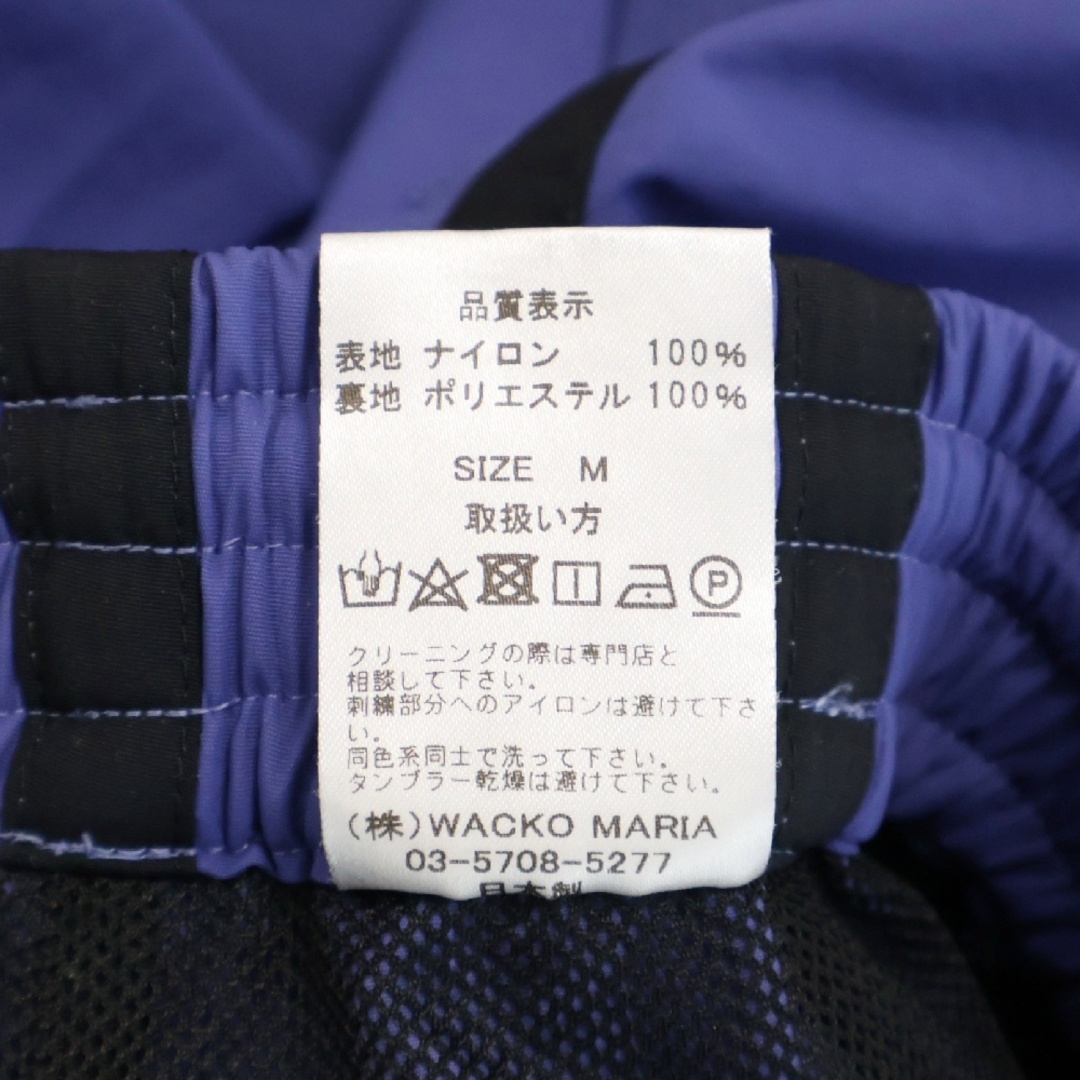 品質表示
表地 ナイロン 100%
裏地 ポリエステル 100%
SIZE M
取扱い方
P
クリーニングの際は専門店と
相談して下さい。
刺繍部分へのアイロンは避けて下さ
い。
同色系同士で洗って下さい。
タンブラー乾燥は避けて下さい。
(株)WACKO MARIA
03-5708-5277
日本製